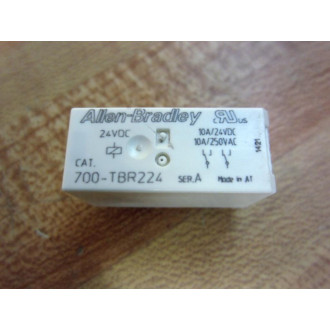 Allen-Bradley
24VDC
10A/24VDC
10A/250VAC
CAT.
700-TBR224
SER.A
Made in AT